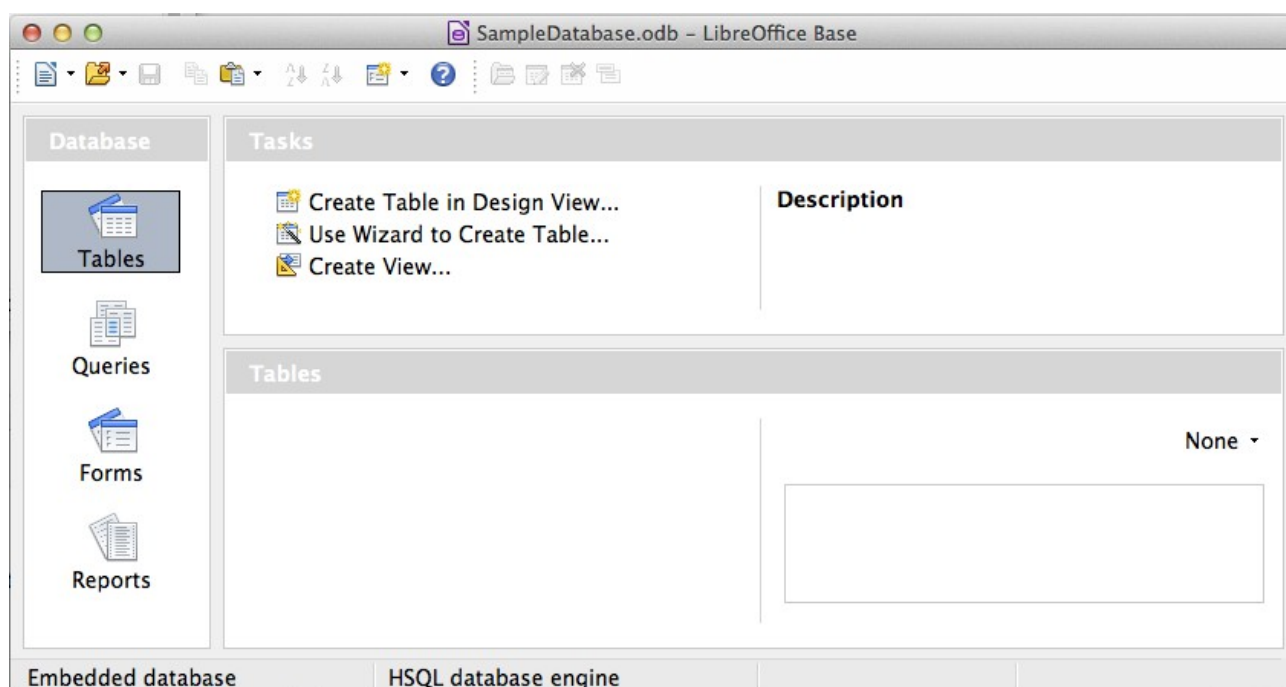 SampleDatabase.odb – LibreOffice Base
Database
Tables
Queries
Forms
Reports
Tasks
Create Table in Design View...
Use Wizard to Create Table...
Create View...
Description
Tables
None
Embedded database
HSQL database engine